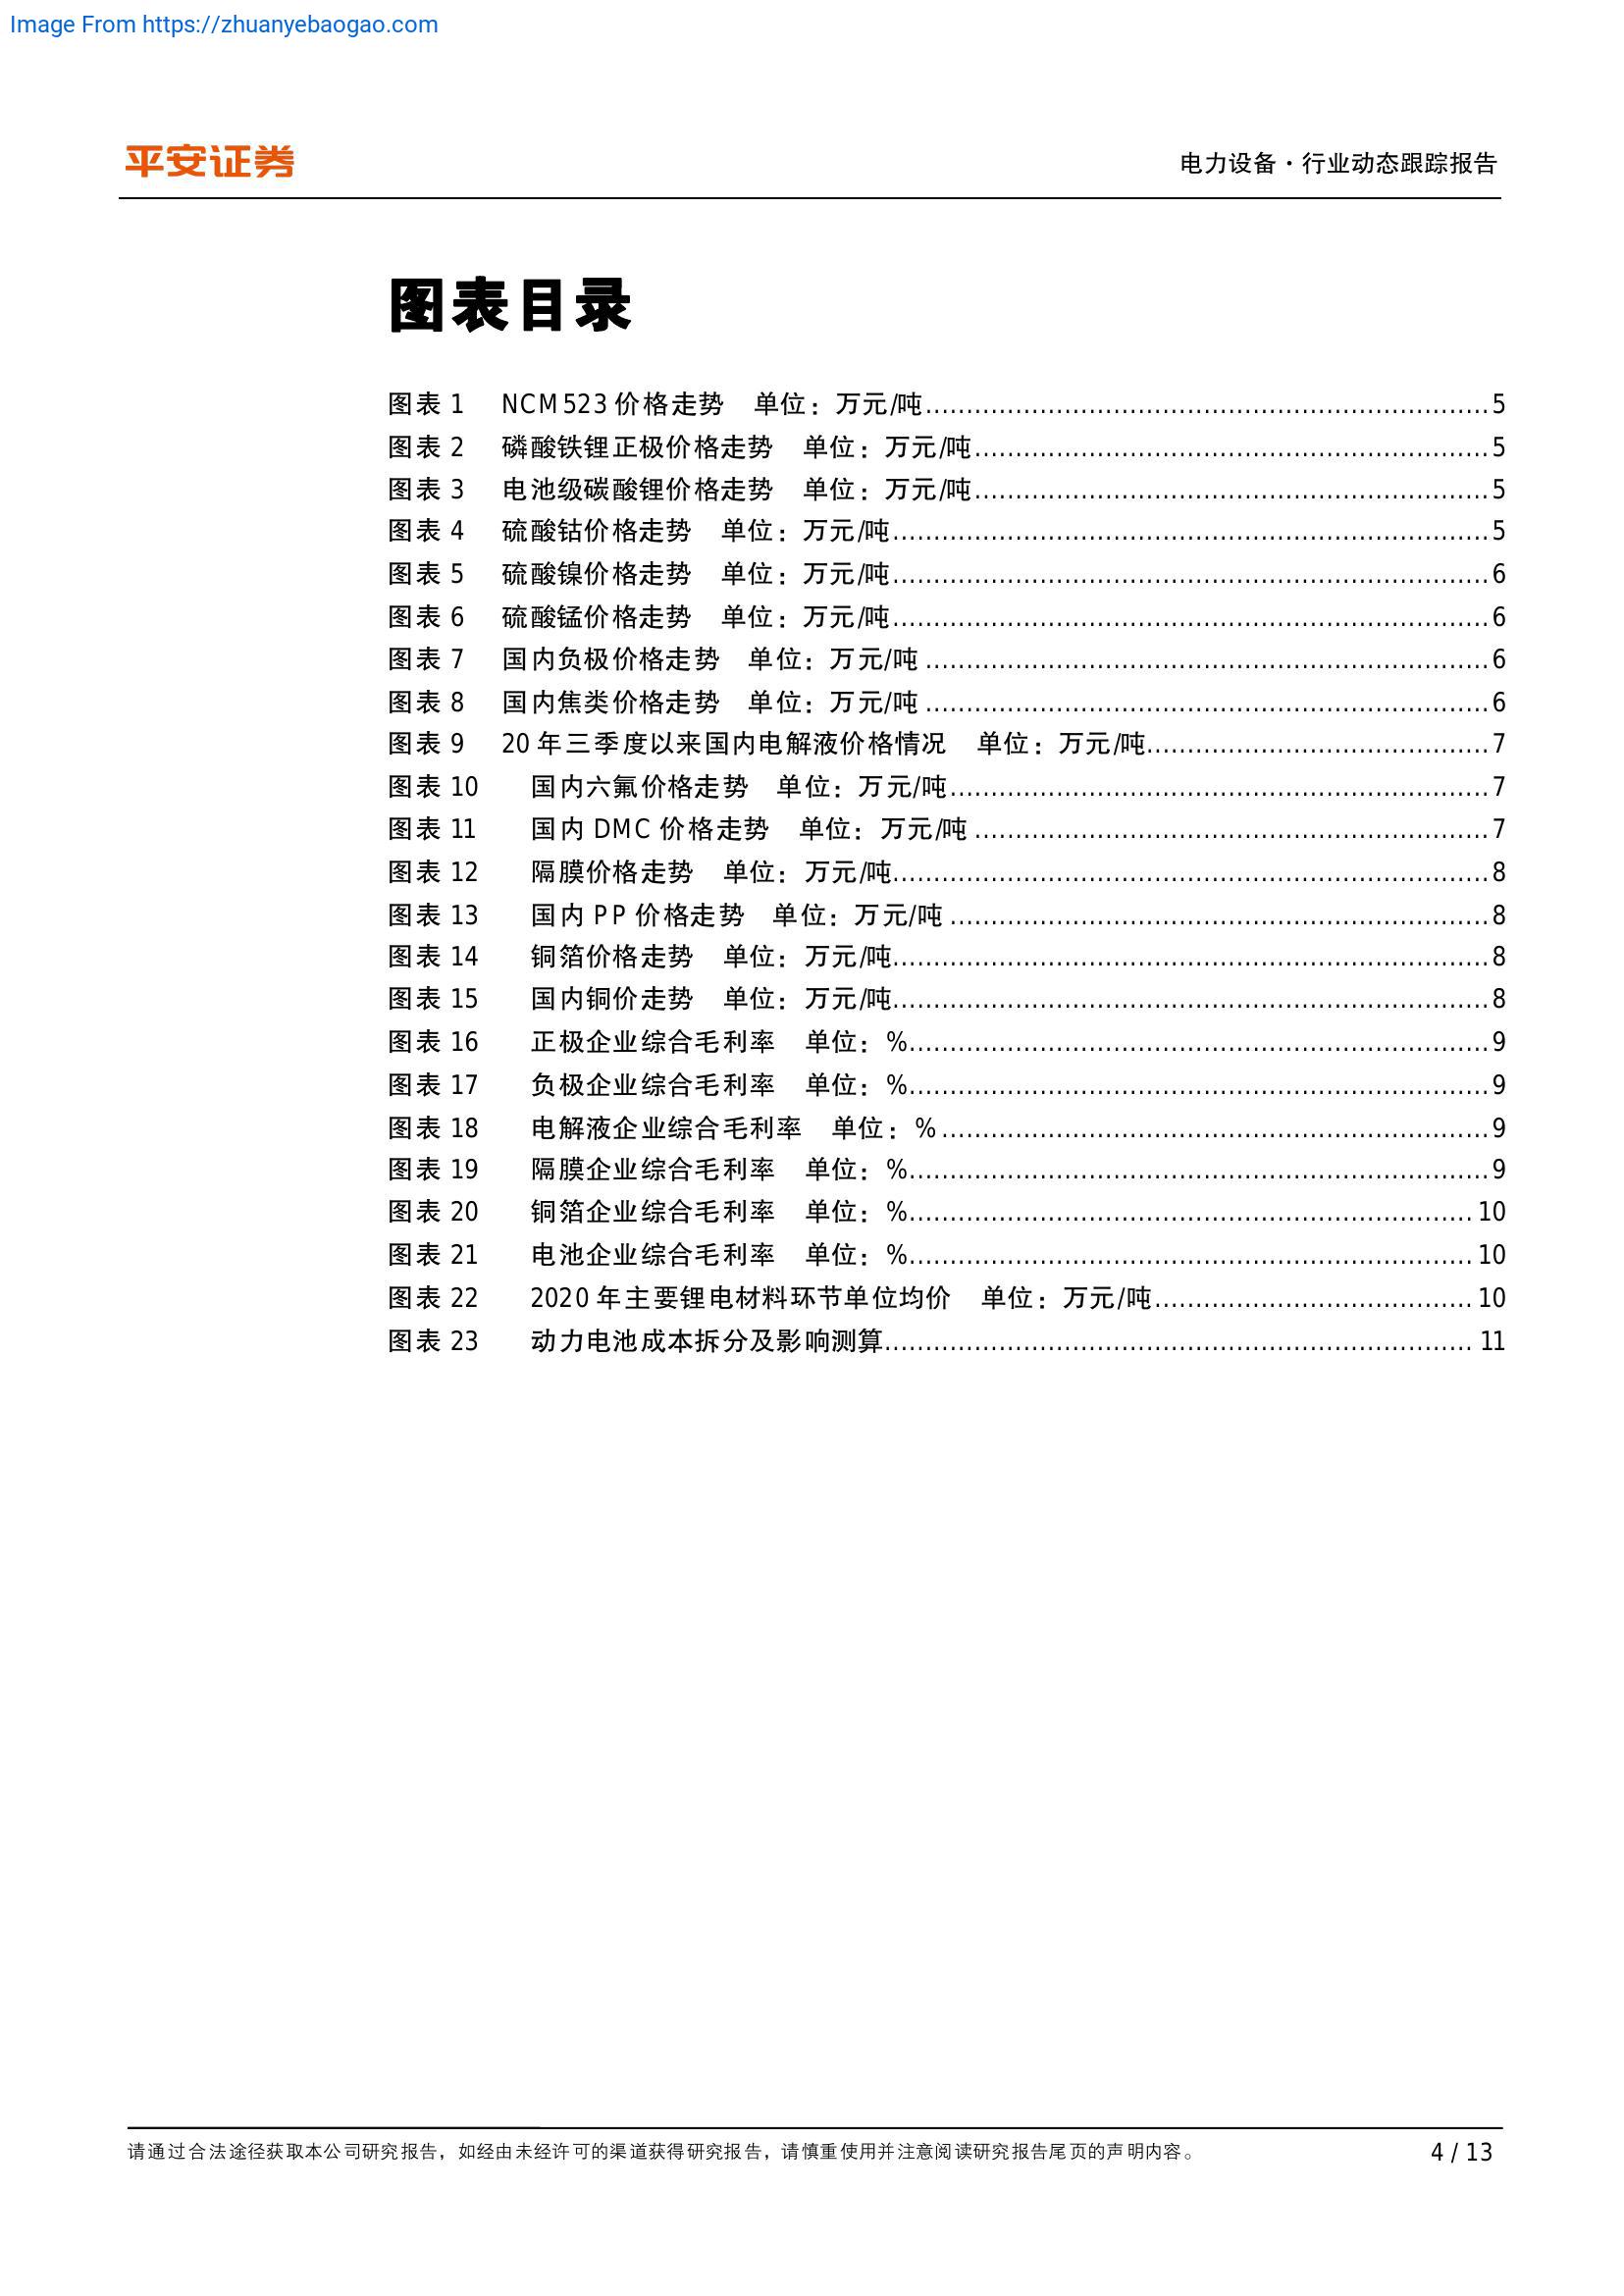 Image From https://zhuanyebaogao.com
平安证券
电力设备·行业动态跟踪报告
图表目录
图表 1 NCM523 价格走势 单位：万元/吨......5
图表 2 磷酸铁锂正极价格走势 单位：万元/吨......5
图表 3 电池级碳酸锂价格走势 单位：万元/吨......5
图表 4 硫酸钴价格走势 单位：万元/吨......5
图表 5 硫酸镍价格走势 单位：万元/吨......6
图表 6 硫酸锰价格走势 单位：万元/吨......6
图表 7 国内负极价格走势 单位：万元/吨......6
图表 8 国内焦类价格走势 单位：万元/吨......6
图表 9 20 年三季度以来国内电解液价格情况 单位：万元/吨......7
图表 10 国内六氟价格走势 单位：万元/吨......7
图表 11 国内 DMC 价格走势 单位：万元/吨......7
图表 12 隔膜价格走势 单位：万元/吨......8
图表 13 国内 PP 价格走势 单位：万元/吨......8
图表 14 铜箔价格走势 单位：万元/吨......8
图表 15 国内铜价走势 单位：万元/吨......8
图表 16 正极企业综合毛利率 单位：%......9
图表 17 负极企业综合毛利率 单位：%......9
图表 18 电解液企业综合毛利率 单位：%......9
图表 19 隔膜企业综合毛利率 单位：%......9
图表 20 铜箔企业综合毛利率 单位：%......10
图表 21 电池企业综合毛利率 单位：%......10
图表 22 2020 年主要锂电材料环节单位均价 单位：万元/吨......10
图表 23 动力电池成本拆分及影响测算......11
请通过合法途径获取本公司研究报告，如经由未经许可的渠道获得研究报告，请慎重使用并注意阅读研究报告尾页的声明内容。
4 / 13